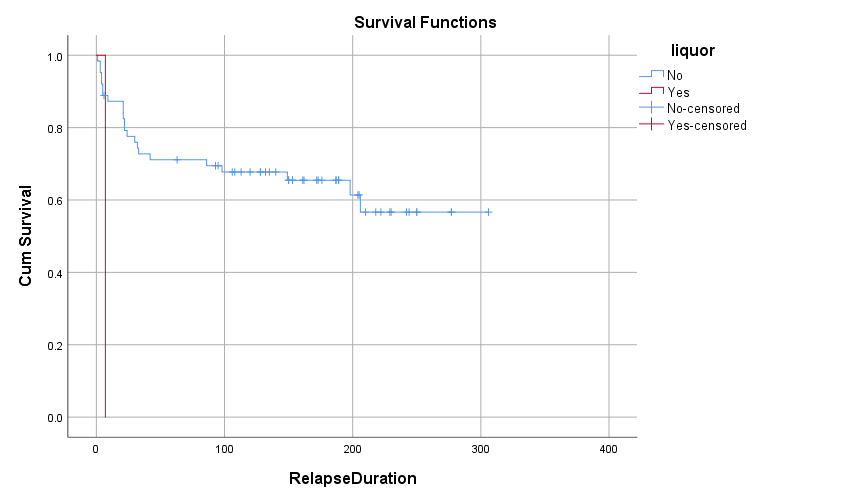 Survival Functions
liquor
No
Yes
No-censored
Yes-censored
Cum Survival
1.0
0.8
0.6
0.4
0.2
0.0
0
100
200
300
400
RelapseDuration